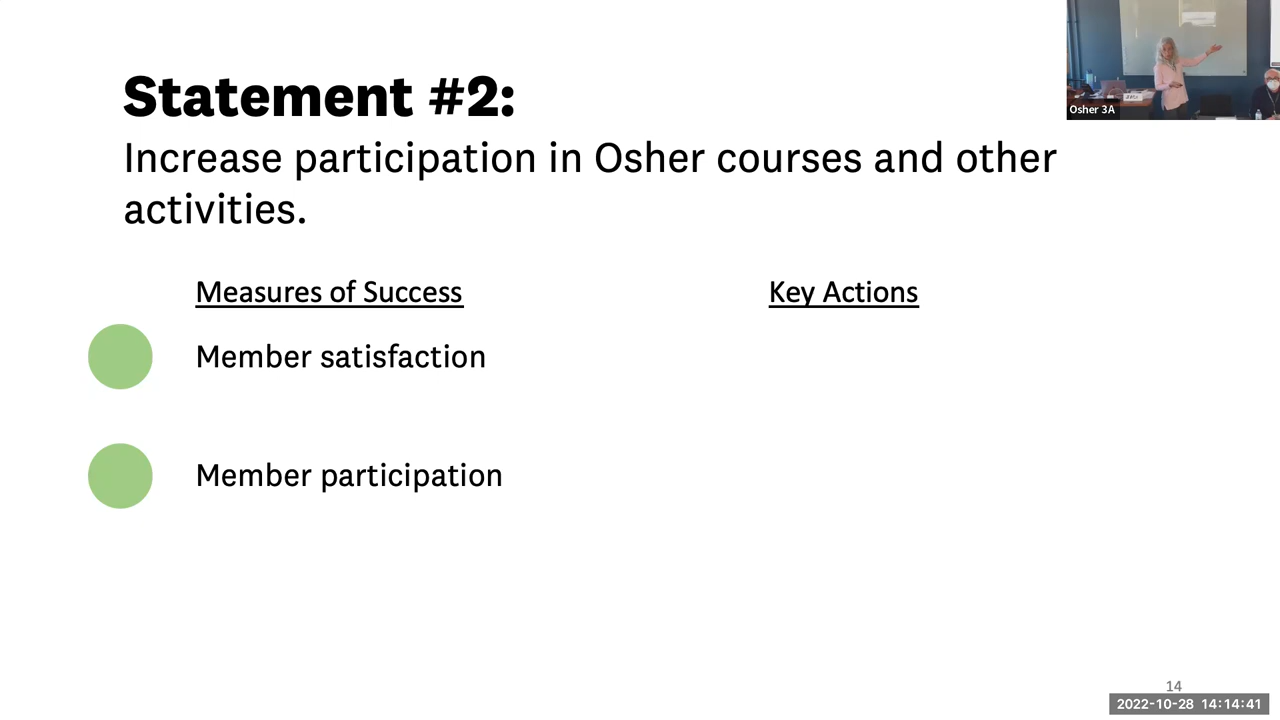 Statement #2:
Increase participation in Osher courses and other
activities.
Measures of Success
Key Actions
Member satisfaction
Member participation
Osher 3A
14
2022-10-28 14:14:41